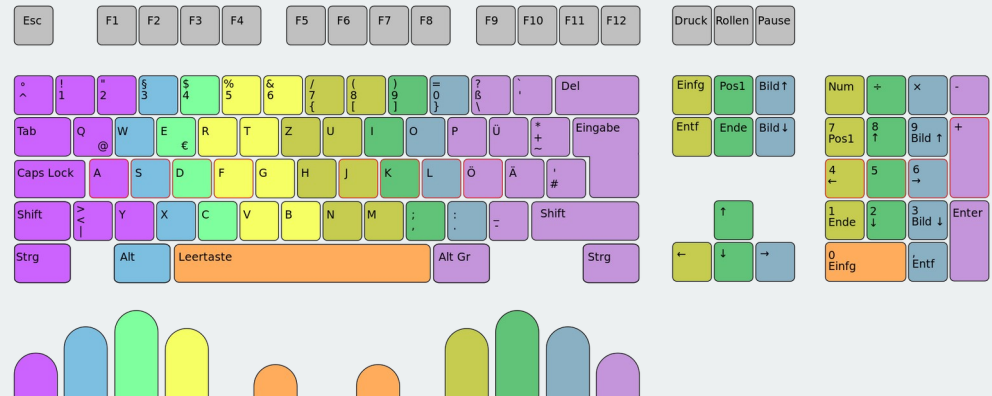 Esc F1 F2 F3 F4 F5 F6 F7 F8 F9 F10 F11 F12 Druck Rollen Pause
° ! " § $ % & / ( ) = ? ` Del Einfg Pos1 Bild↑ Num ÷ × -
^ 1 2 3 4 5 6 7 8 9 0 ß '
{ [ ] } \
Tab Q W E R T Z U I O P Ü * Eingabe Entf Ende Bild↓ 7 8 9 +
+ Pos1 ↑ Bild ↑
@ € ~
Caps Lock A S D F G H J K L Ö Ä ' 4 5 6
# ← →
Shift > Y X C V B N M ; : _ Shift ↑ 1 2 3 Enter
< , . - Ende ↓ Bild ↓
|
Strg Alt Leertaste Alt Gr Strg ← ↓ → 0 ,
Einfg Entf